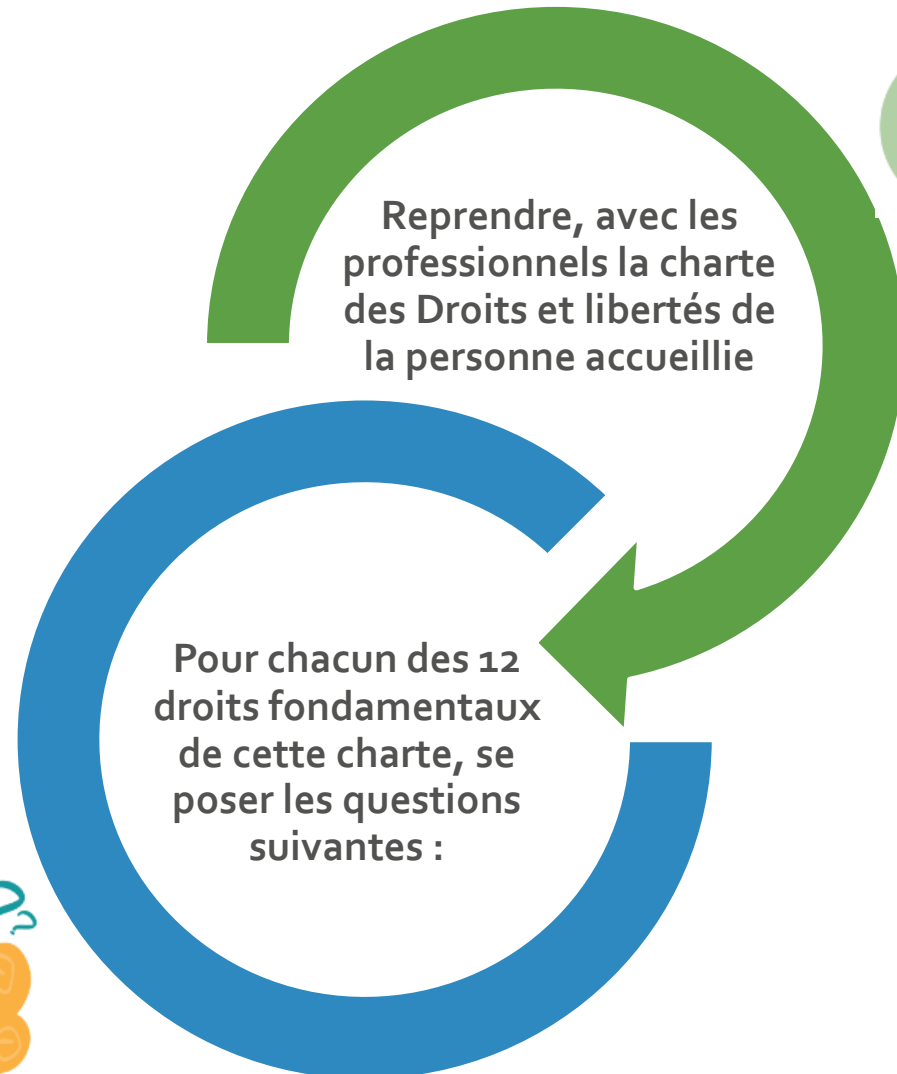 Reprendre, avec les
professionnels la charte
des Droits et libertés de
la personne accueillie
Pour chacun des 12
droits fondamentaux
de cette charte, se
poser les questions
suivantes :